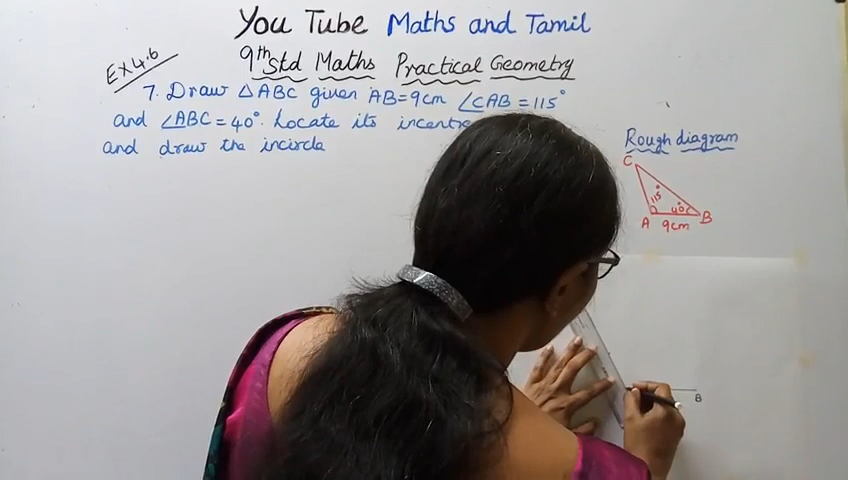 You Tube Maths and Tamil
Ex 4.6
9th Std Maths Practical Geometry
7. Draw △ABC given AB=9cm ∠CAB = 115°
and ∠ABC = 40°. Locate its
and draw the incircle
Rough diagram
C
115°
40°
A 9cm B
B